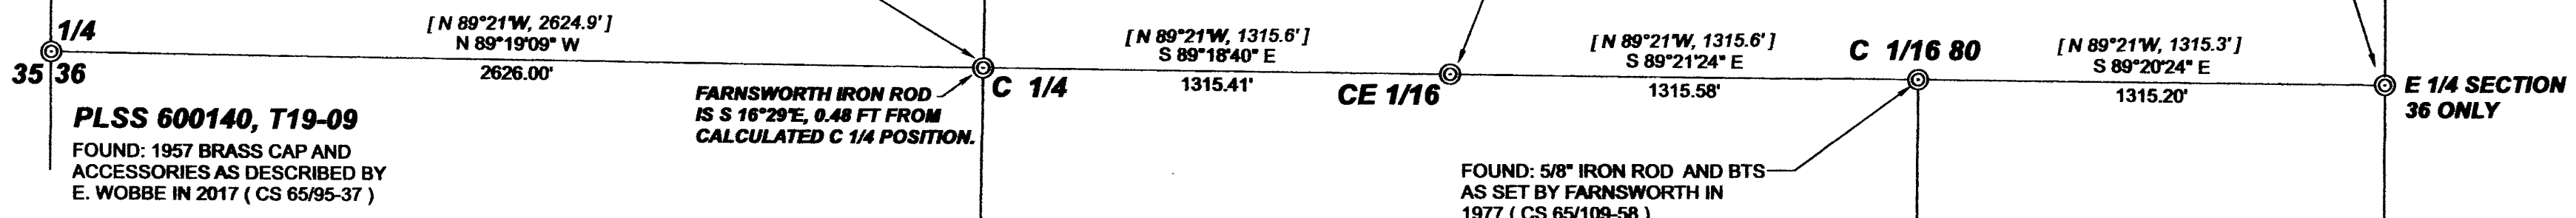 1/4
35 36
PLSS 600140, T19-09
FOUND: 1957 BRASS CAP AND
ACCESSORIES AS DESCRIBED BY
E. WOBBE IN 2017 ( CS 65/95-37 )
[ N 89°21'W, 2624.9' ]
N 89°19'09" W
2626.00'
FARNSWORTH IRON ROD
IS S 16°29'E, 0.48 FT FROM
CALCULATED C 1/4 POSITION.
C 1/4
[ N 89°21'W, 1315.6' ]
S 89°18'40" E
1315.41'
CE 1/16
[ N 89°21'W, 1315.6' ]
S 89°21'24" E
1315.58'
C 1/16 80
FOUND: 5/8" IRON ROD AND BTS
AS SET BY FARNSWORTH IN
1977 ( CS 65/109-58 )
[ N 89°21'W, 1315.3' ]
S 89°20'24" E
1315.20'
E 1/4 SECTION
36 ONLY